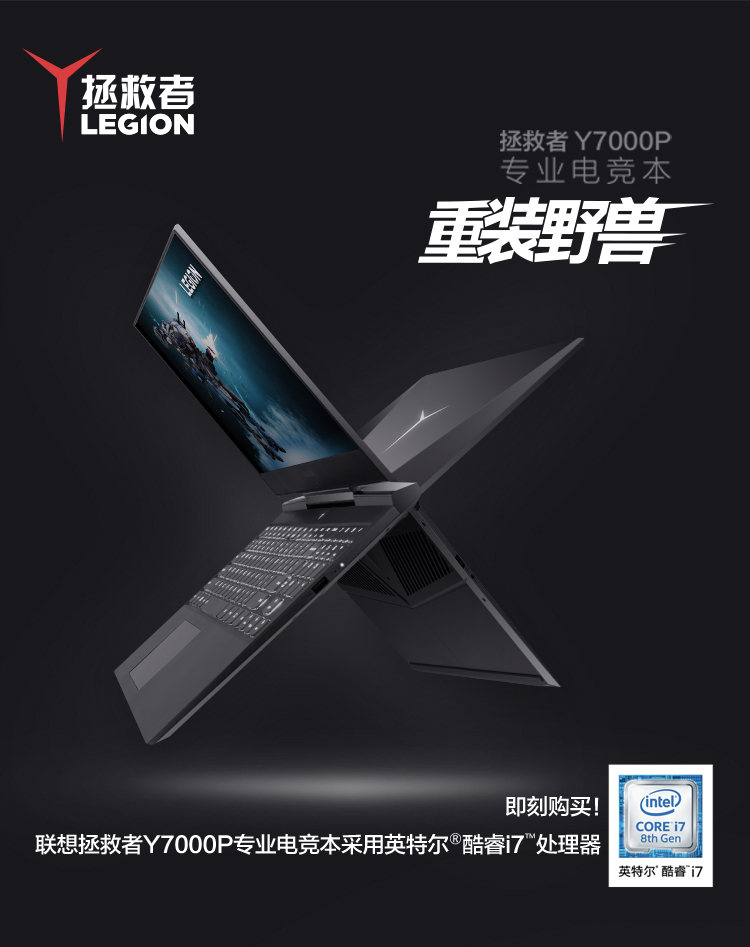 拯救者
LEGION
拯救者 Y7000P
专业电竞本
重装野兽
LEGION
即刻购买！
联想拯救者Y7000P专业电竞本采用英特尔®酷睿i7™处理器
intel®
CORE i7
8th Gen
英特尔® 酷睿™ i7